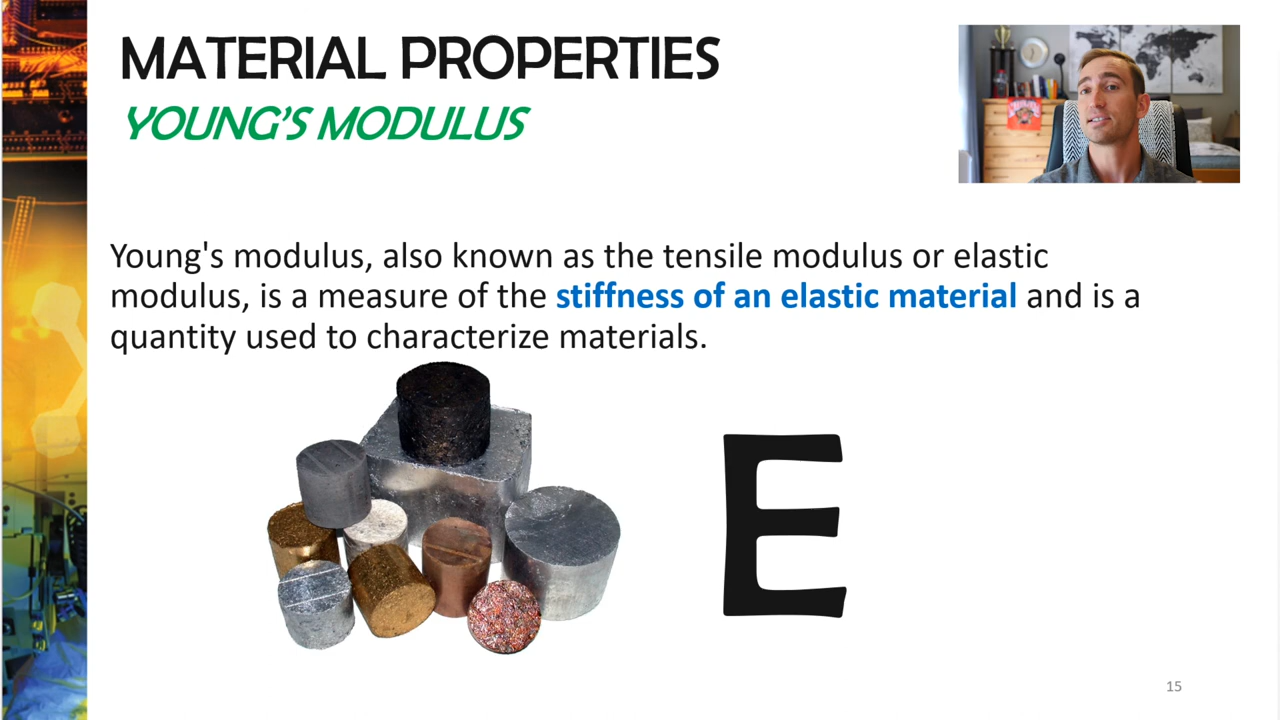 MATERIAL PROPERTIES
YOUNG'S MODULUS
Young's modulus, also known as the tensile modulus or elastic
modulus, is a measure of the stiffness of an elastic material and is a
quantity used to characterize materials.
E
15